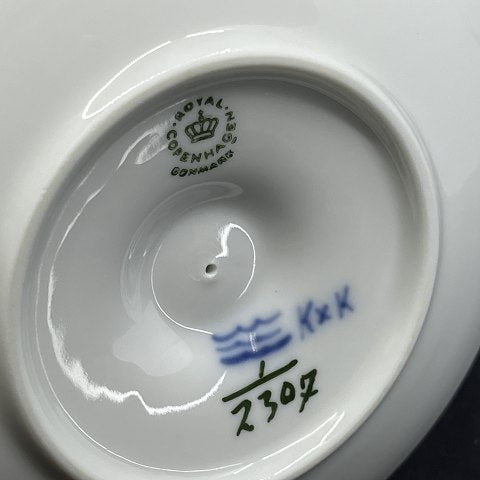 ROYAL·
COPENHAGEN·
DENMARK
KxK
1
2307